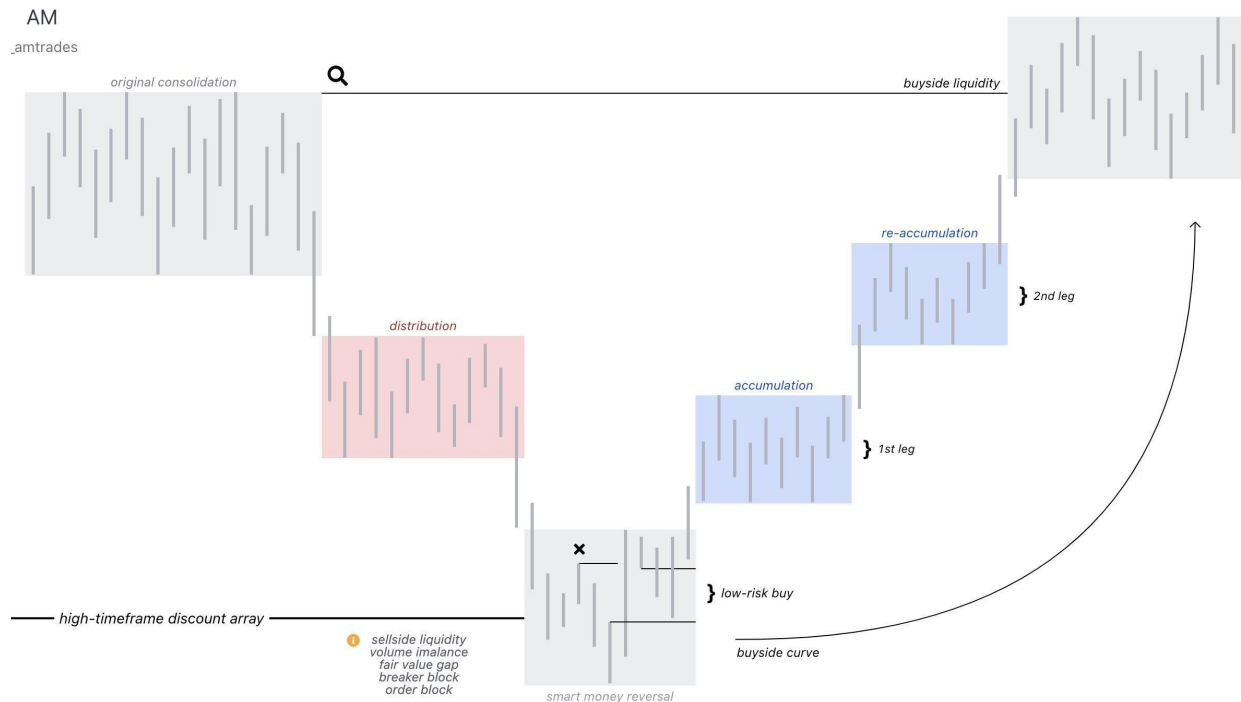 AM
_amtrades
original consolidation
buyside liquidity
re-accumulation
2nd leg
distribution
accumulation
1st leg
low-risk buy
high-timeframe discount array
sellside liquidity
volume imalance
fair value gap
breaker block
order block
buyside curve
smart money reversal